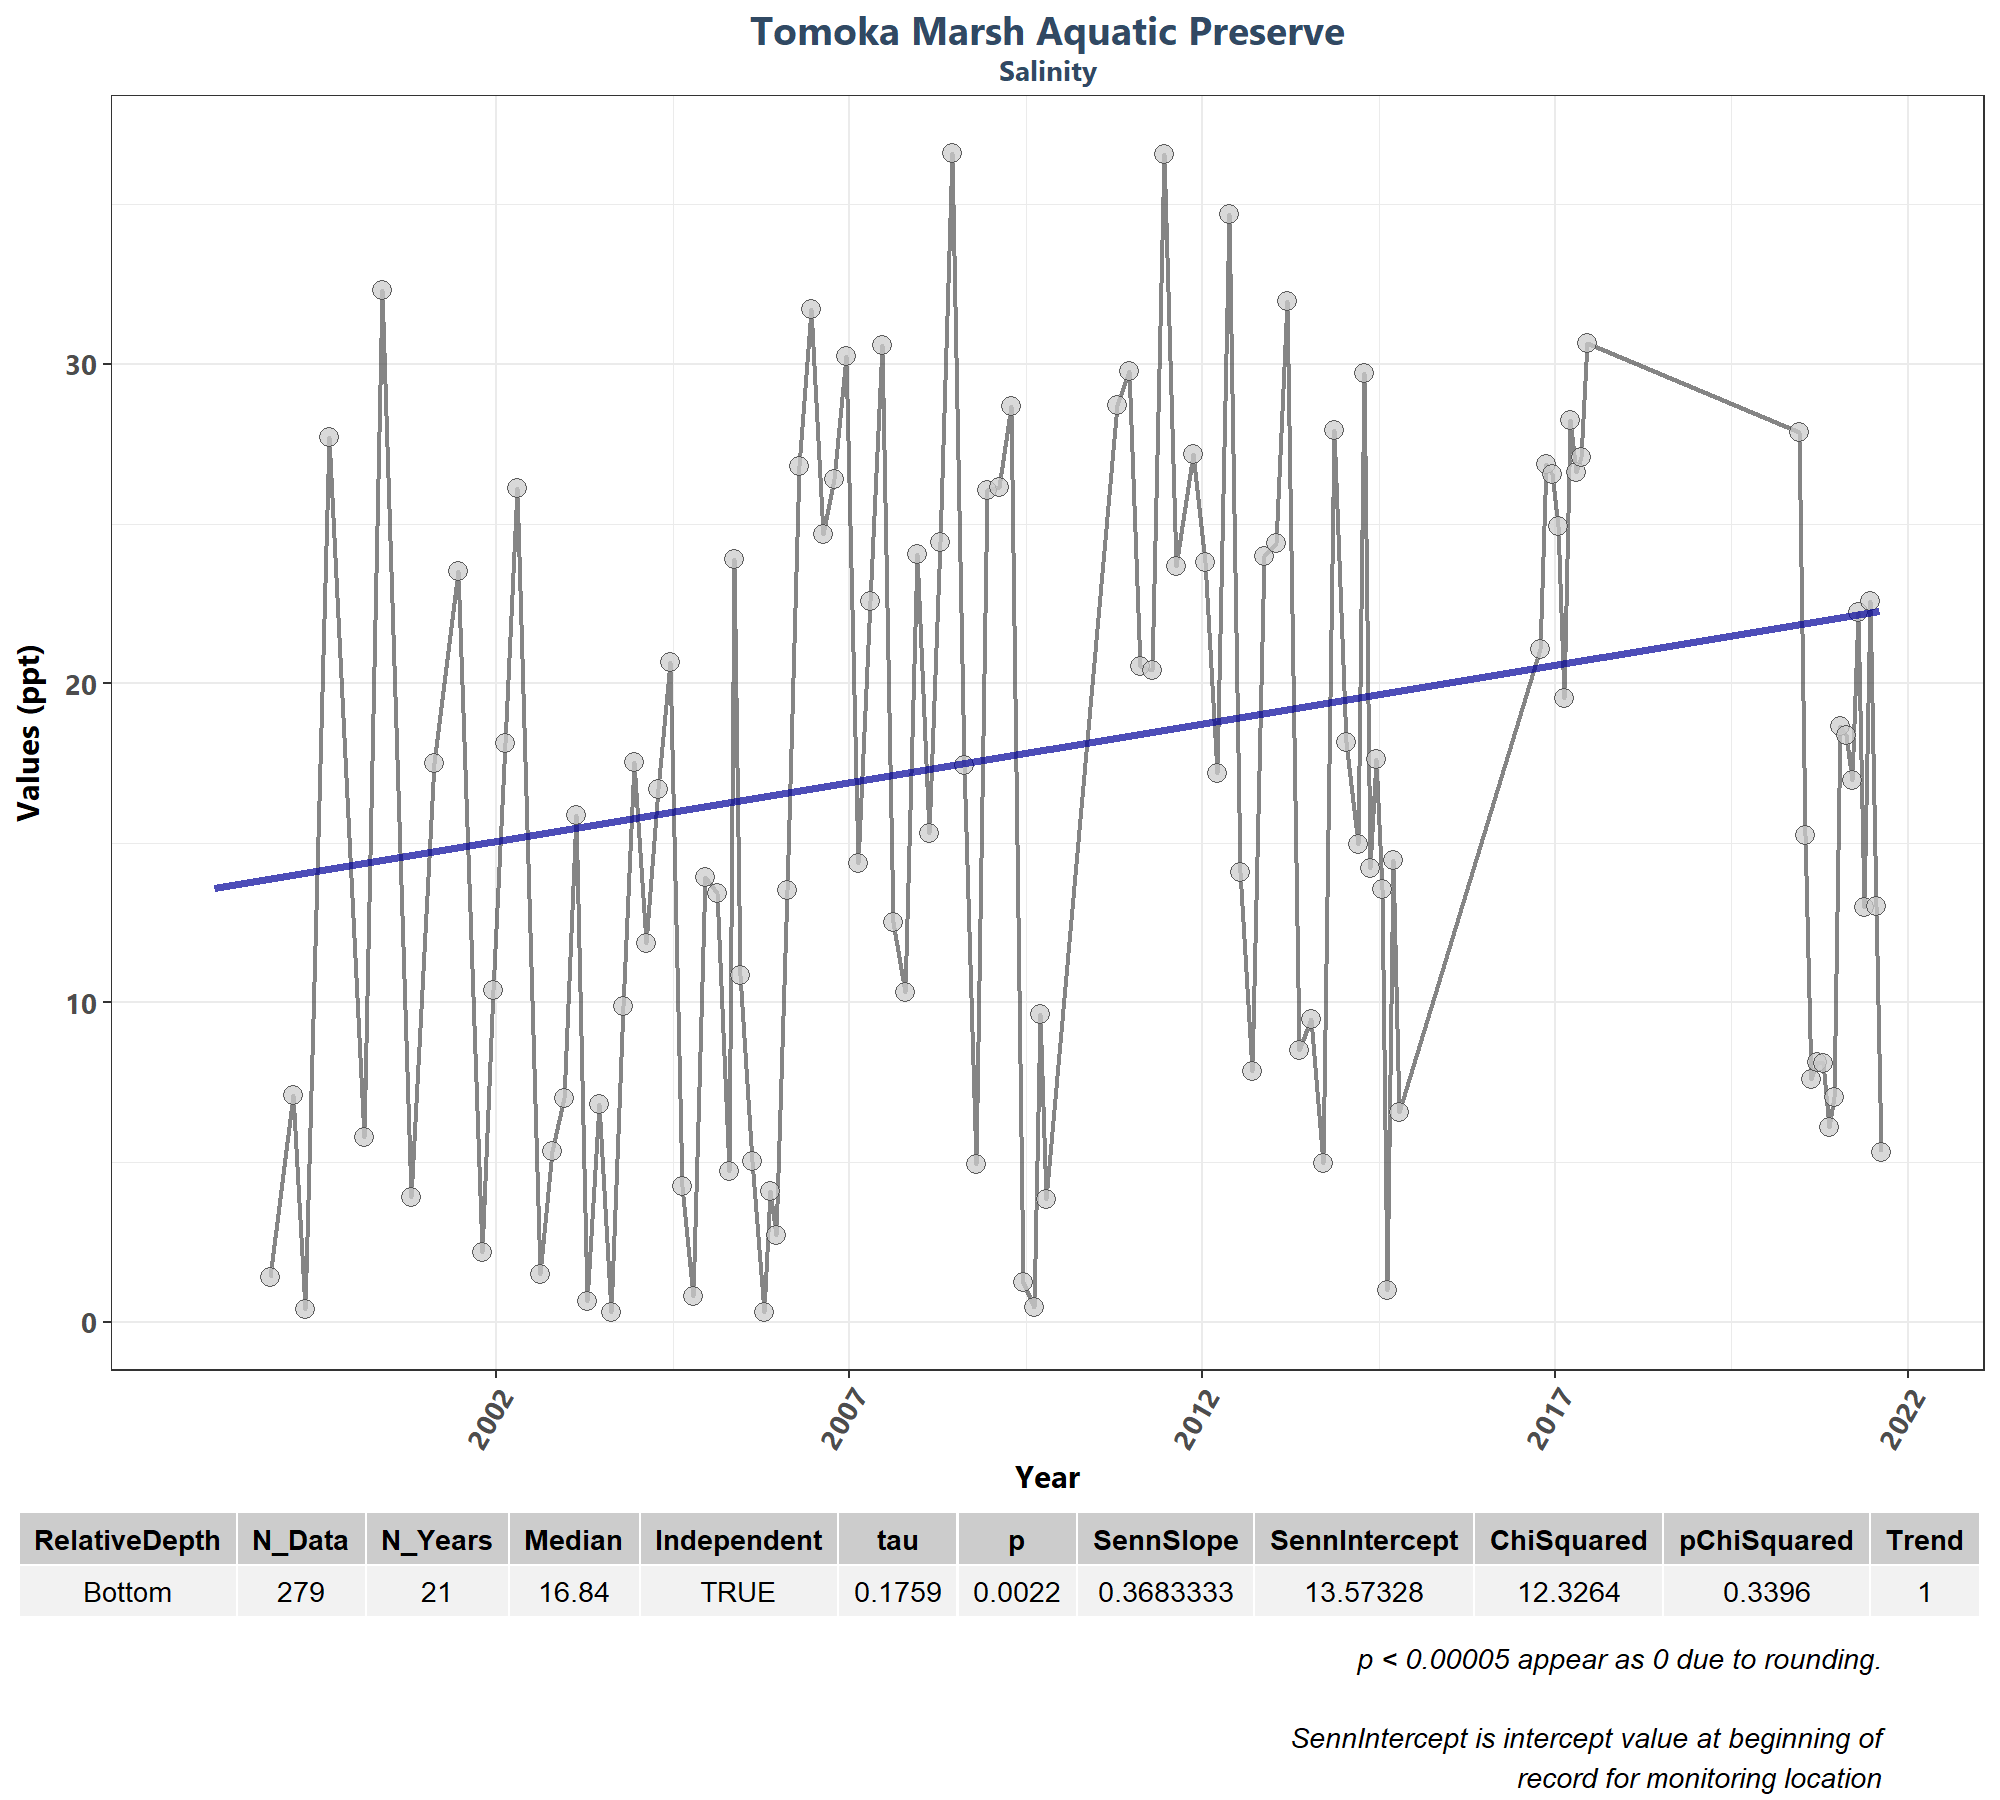 Tomoka Marsh Aquatic Preserve
Salinity
Values (ppt)
30
20
10
0
2002 2007 2012 2017 2022
Year
RelativeDepth N_Data N_Years Median Independent tau p SennSlope SennIntercept ChiSquared pChiSquared Trend
Bottom 279 21 16.84 TRUE 0.1759 0.0022 0.3683333 13.57328 12.3264 0.3396 1
p < 0.00005 appear as 0 due to rounding.
SennIntercept is intercept value at beginning of
record for monitoring location